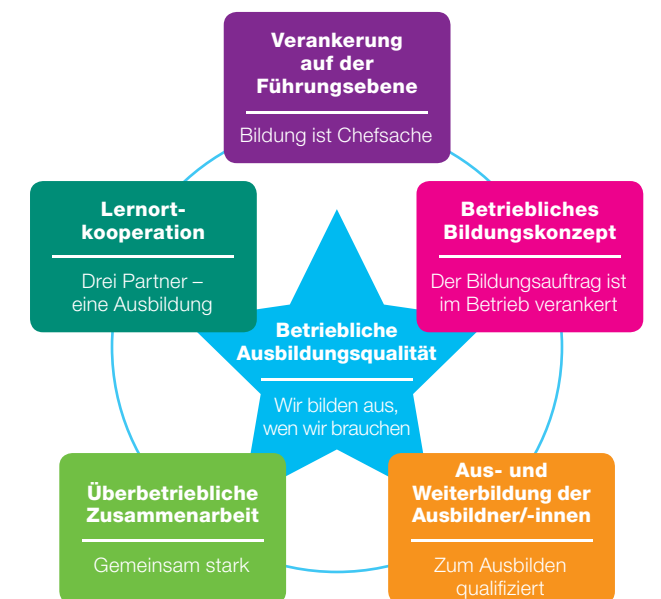 Verankerung
auf der
Führungsebene
Bildung ist Chefsache
Lernort-
kooperation
Drei Partner –
eine Ausbildung
Betriebliches
Bildungskonzept
Der Bildungsauftrag ist
im Betrieb verankert
Betriebliche
Ausbildungsqualität
Wir bilden aus,
wen wir brauchen
Überbetriebliche
Zusammenarbeit
Gemeinsam stark
Aus- und
Weiterbildung der
Ausbildner/-innen
Zum Ausbilden
qualifiziert